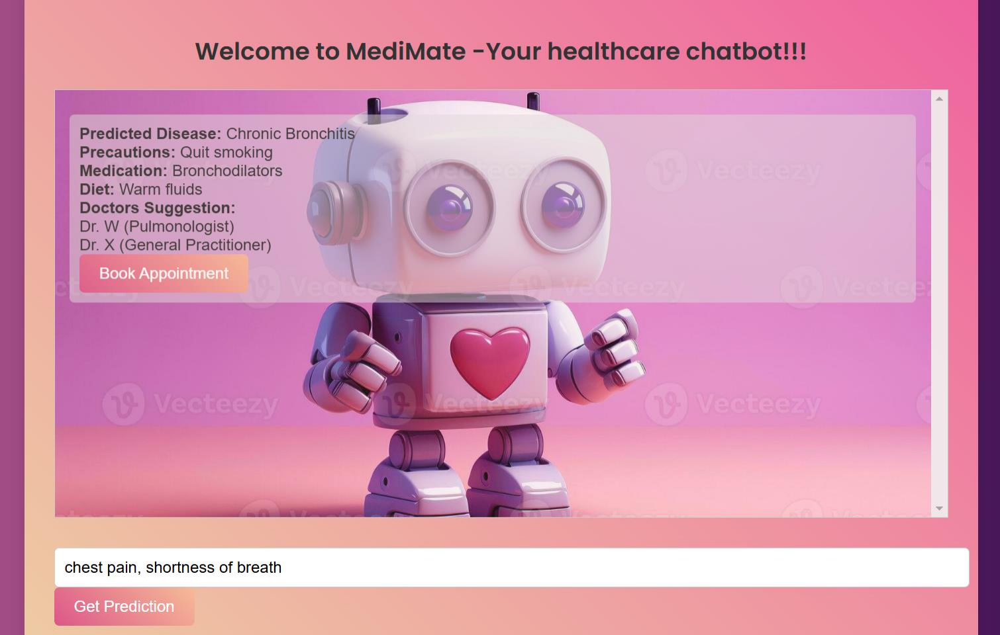 Welcome to MediMate -Your healthcare chatbot!!!
Predicted Disease: Chronic Bronchitis
Precautions: Quit smoking
Vecteezy Vecteezy
Medication: Bronchodilators
Diet: Warm fluids
Doctors Suggestion:
Dr. W (Pulmonologist)
Dr. X (General Practitioner)
Book Appointment
Vecteezy Vecteezy Vecteezy
Vecteezy Vecteezy Vecteezy
chest pain, shortness of breath
Get Prediction